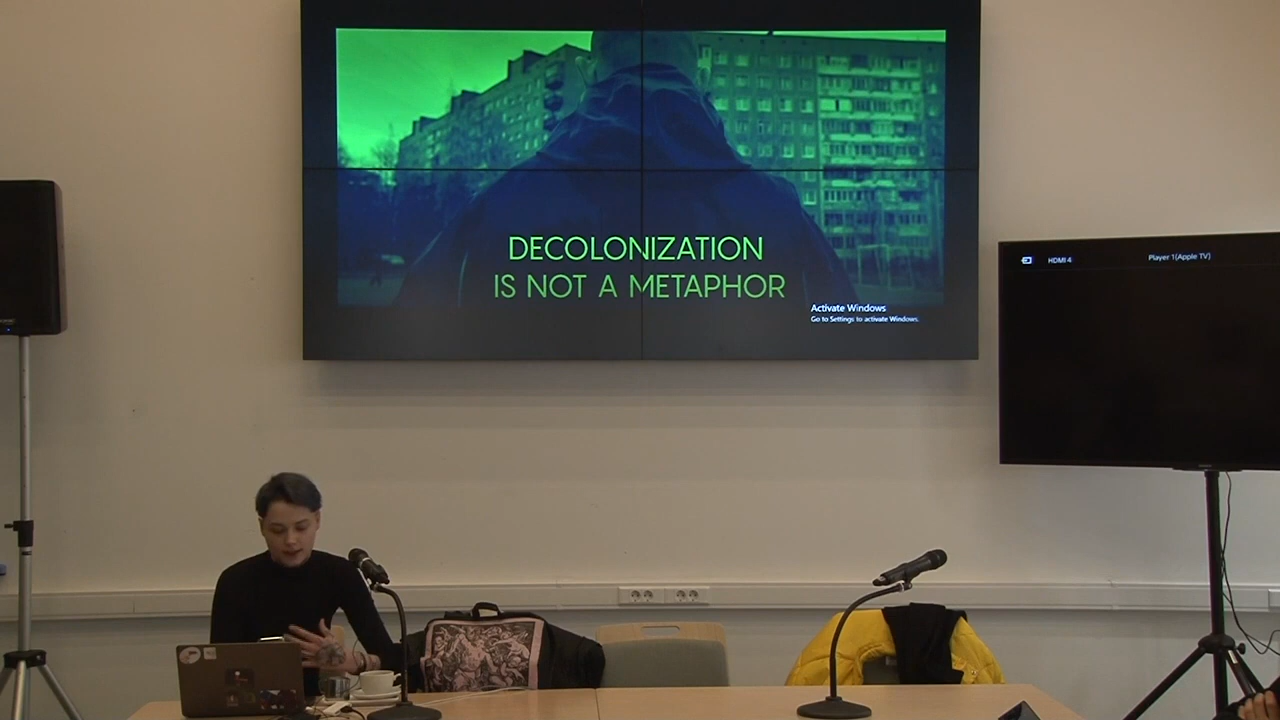 DECOLONIZATION
IS NOT A METAPHOR
Activate Windows
Go to Settings to activate Windows.
HDMI 4
Player 1(Apple TV)